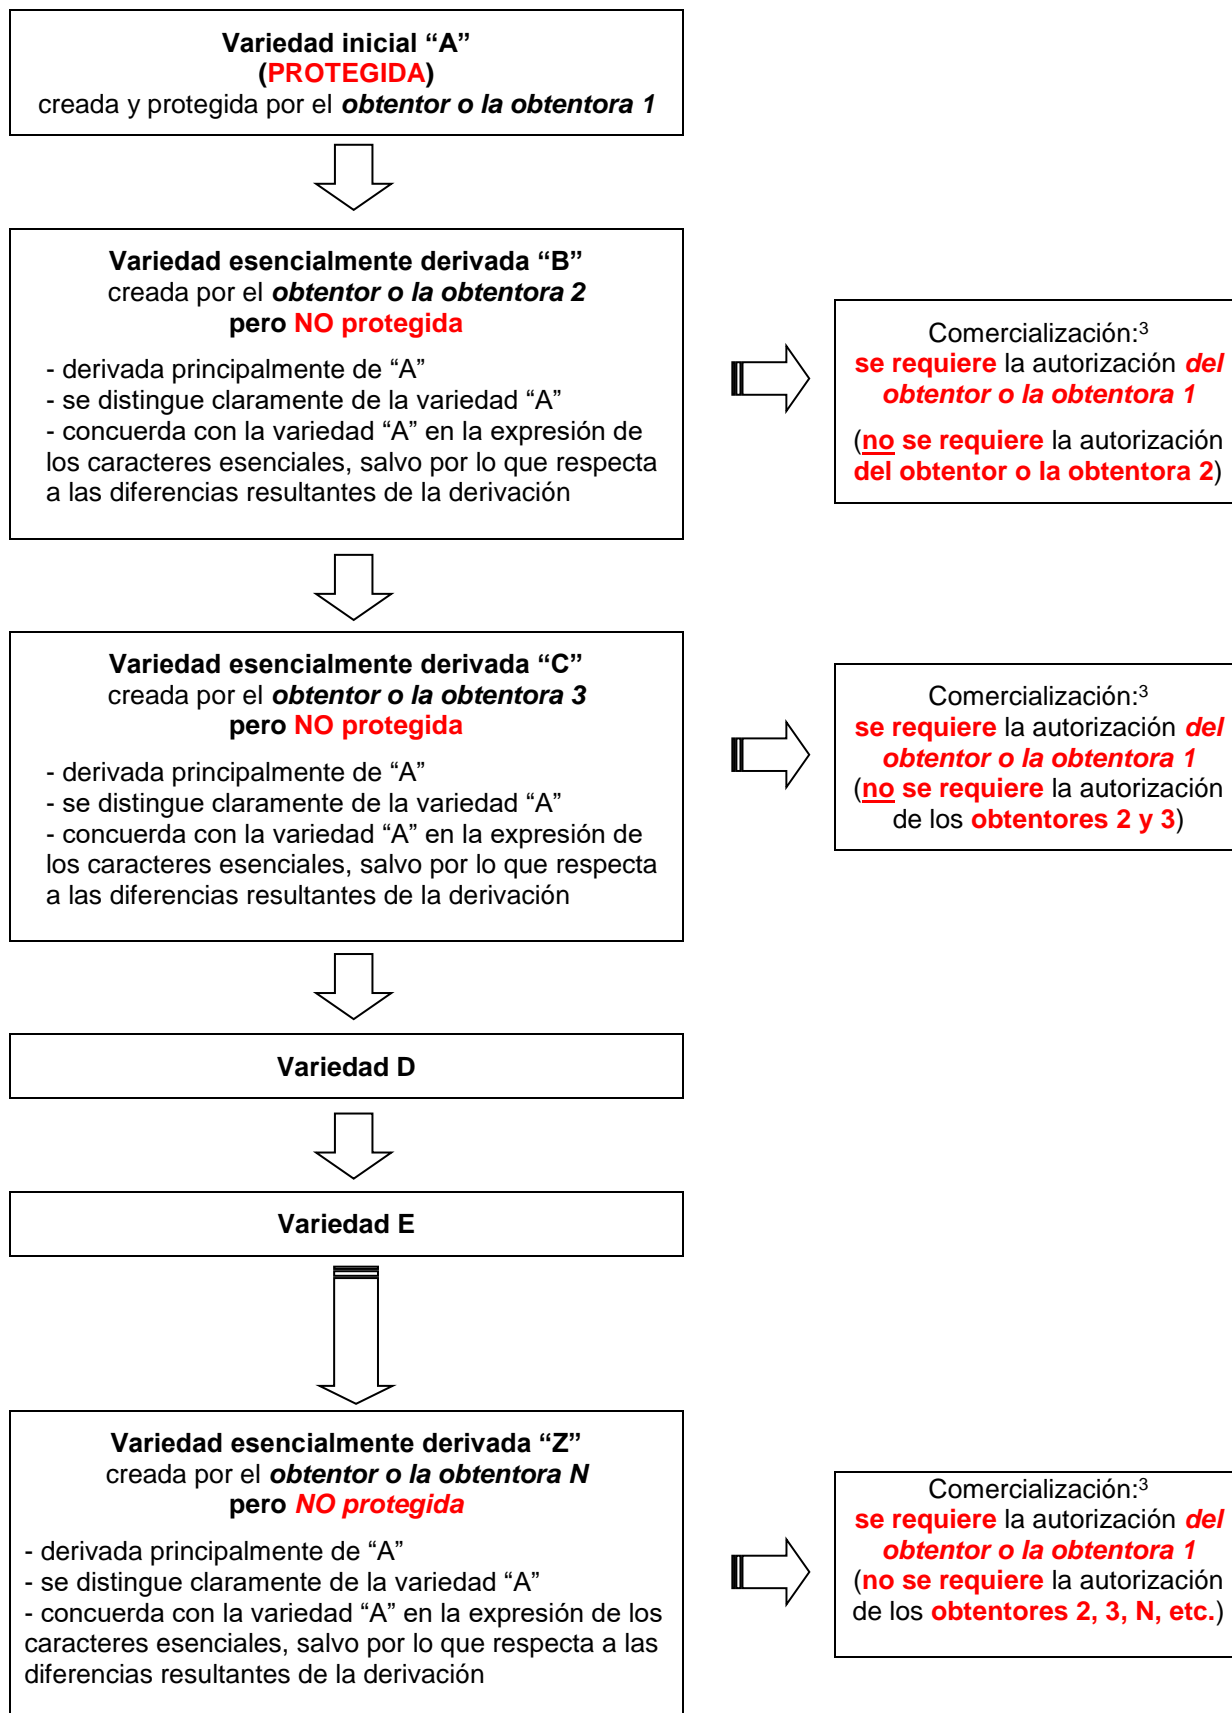 Variedad inicial “A”
(PROTEGIDA)
creada y protegida por el obtentor o la obtentora 1
Variedad esencialmente derivada “B”
creada por el obtentor o la obtentora 2
pero NO protegida
- derivada principalmente de “A”
- se distingue claramente de la variedad “A”
- concuerda con la variedad “A” en la expresión de
los caracteres esenciales, salvo por lo que respecta
a las diferencias resultantes de la derivación
Comercialización:³
se requiere la autorización del
obtentor o la obtentora 1
(no se requiere la autorización
del obtentor o la obtentora 2)
Variedad esencialmente derivada “C”
creada por el obtentor o la obtentora 3
pero NO protegida
- derivada principalmente de “A”
- se distingue claramente de la variedad “A”
- concuerda con la variedad “A” en la expresión de
los caracteres esenciales, salvo por lo que respecta
a las diferencias resultantes de la derivación
Comercialización:³
se requiere la autorización del
obtentor o la obtentora 1
(no se requiere la autorización
de los obtentores 2 y 3)
Variedad D
Variedad E
Variedad esencialmente derivada “Z”
creada por el obtentor o la obtentora N
pero NO protegida
- derivada principalmente de “A”
- se distingue claramente de la variedad “A”
- concuerda con la variedad “A” en la expresión de los
caracteres esenciales, salvo por lo que respecta a las
diferencias resultantes de la derivación
Comercialización:³
se requiere la autorización del
obtentor o la obtentora 1
(no se requiere la autorización
de los obtentores 2, 3, N, etc.)